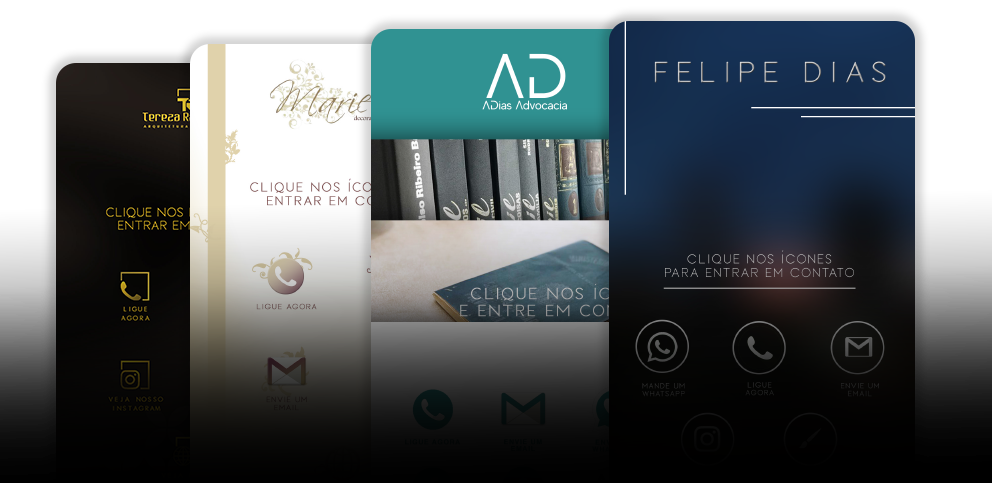 Tereza R
ARQUITETURA
CLIQUE NOS
ENTRAR EM
LIGUE
AGORA
VEJA NOSSO
INSTAGRAM
Marie
decora
CLIQUE NOS ÍCO
ENTRAR EM CO
LIGUE AGORA
ENVIE UM
EMAIL
AD
ADias Advocacia
lso Ribeiro B
CLIQUE NOS ÍC
E ENTRE EM CO
FELIPE DIAS
CLIQUE NOS ÍCONES
PARA ENTRAR EM CONTATO
MANDE UM
WHATSAPP
LIGUE
AGORA
ENVIE UM
EMAIL